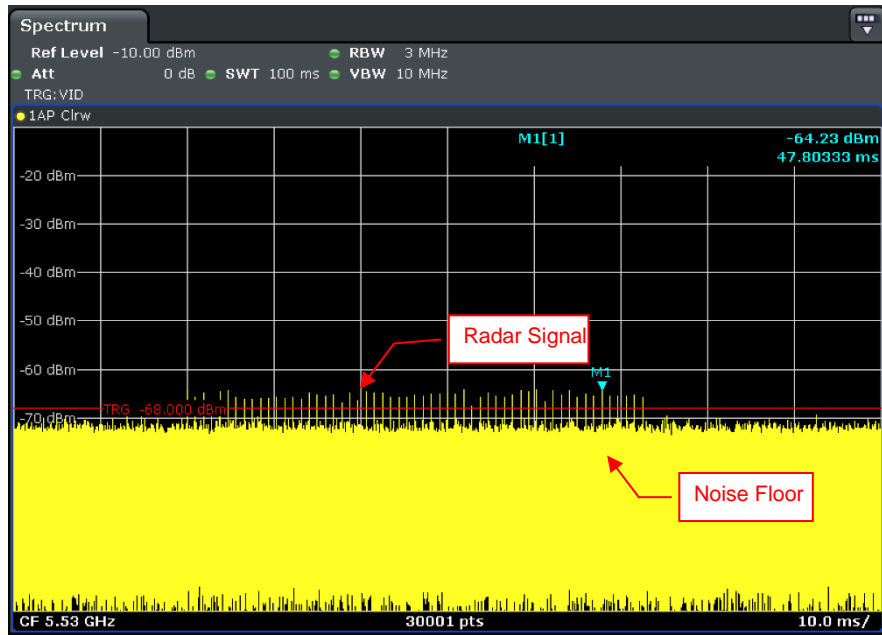 Spectrum
Ref Level -10.00 dBm RBW 3 MHz
Att 0 dB SWT 100 ms VBW 10 MHz
TRG:VID
1AP Clrw
M1[1] -64.23 dBm
47.80333 ms
-20 dBm
-30 dBm
-40 dBm
-50 dBm
Radar Signal
-60 dBm
M1
TRG -68.000 dBm
-70 dBm
Noise Floor
CF 5.53 GHz 30001 pts 10.0 ms/